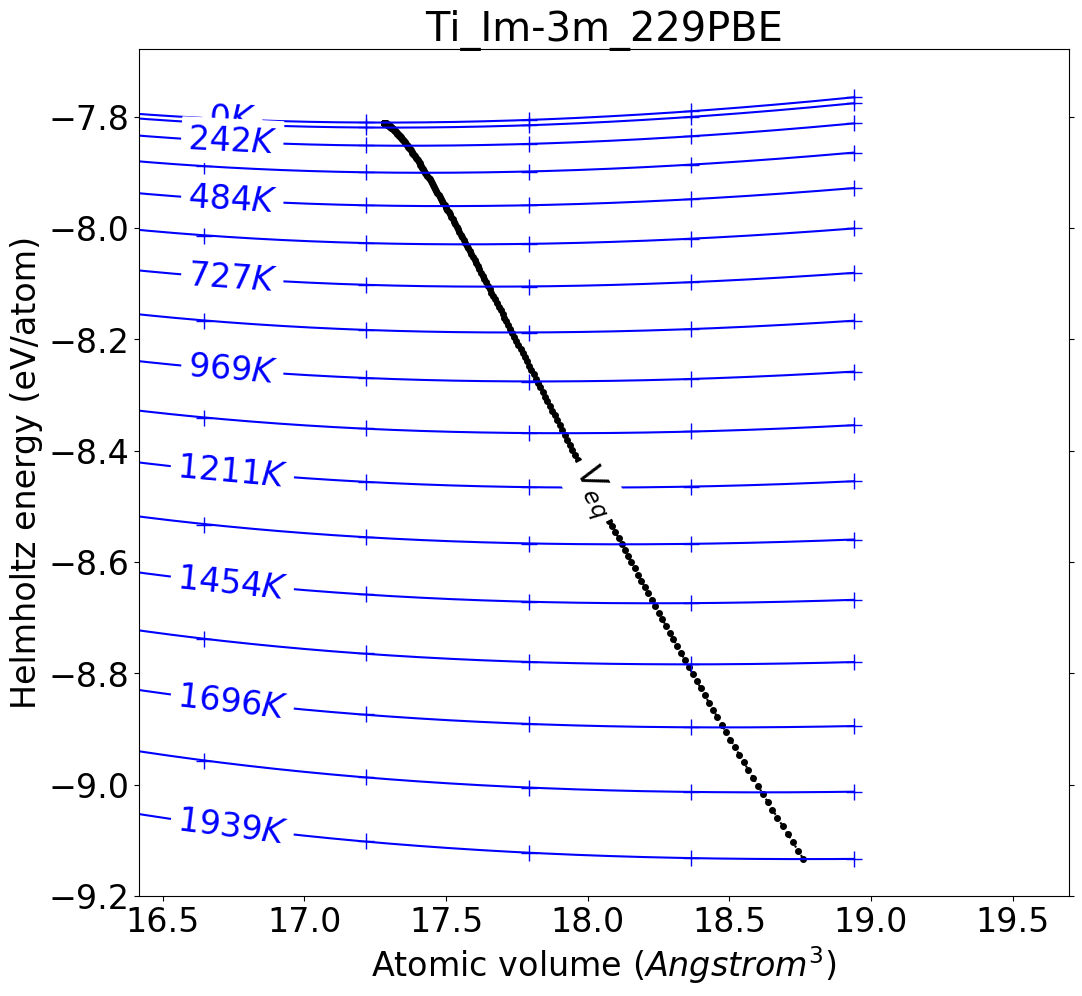 Ti_Im-3m_229PBE
Helmholtz energy (eV/atom)
−7.8
−8.0
−8.2
−8.4
−8.6
−8.8
−9.0
−9.2
0K
242K
484K
727K
969K
1211K
1454K
1696K
1939K
V_eq
16.5 17.0 17.5 18.0 18.5 19.0 19.5
Atomic volume (Angstrom³)